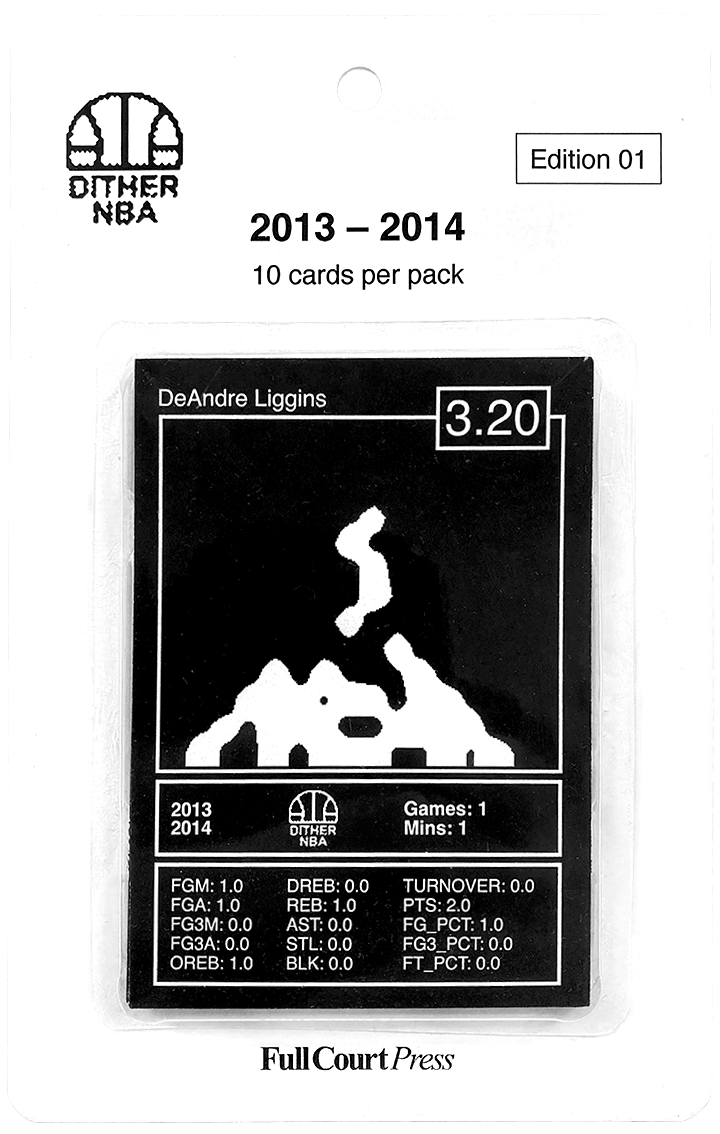 DITHER
NBA
Edition 01
2013 – 2014
10 cards per pack
DeAndre Liggins
3.20
2013
2014
DITHER
NBA
Games: 1
Mins: 1
FGM: 1.0
FGA: 1.0
FG3M: 0.0
FG3A: 0.0
OREB: 1.0
DREB: 0.0
REB: 1.0
AST: 0.0
STL: 0.0
BLK: 0.0
TURNOVER: 0.0
PTS: 2.0
FG_PCT: 1.0
FG3_PCT: 0.0
FT_PCT: 0.0
Full Court Press